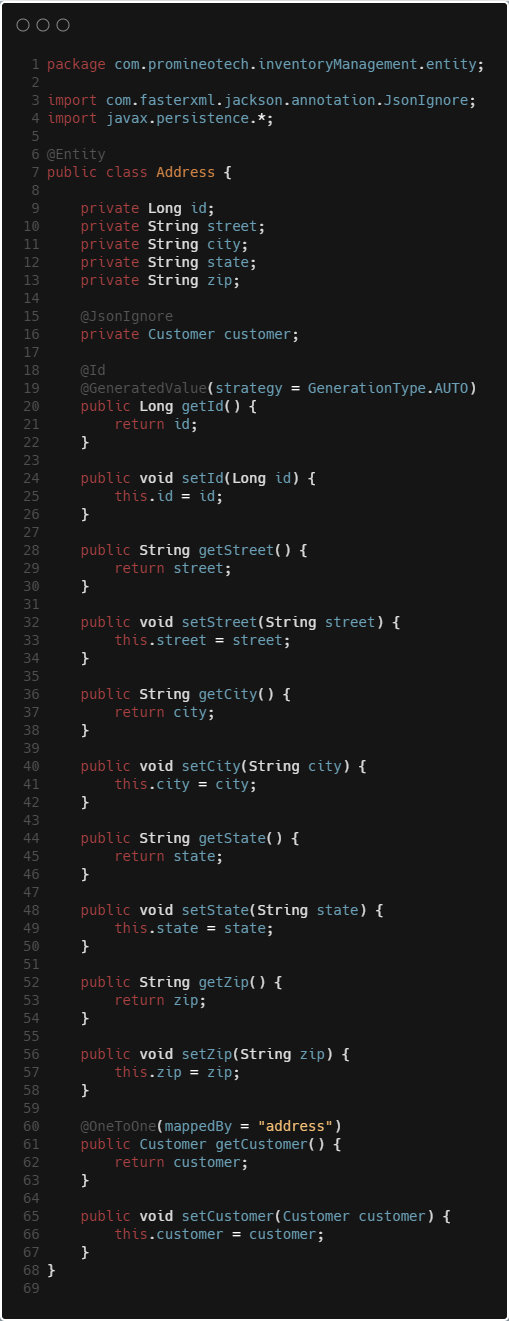 1 package com.promineotech.inventoryManagement.entity;
2
3 import com.fasterxml.jackson.annotation.JsonIgnore;
4 import javax.persistence.*;
5
6 @Entity
7 public class Address {
8
9     private Long id;
10     private String street;
11     private String city;
12     private String state;
13     private String zip;
14
15     @JsonIgnore
16     private Customer customer;
17
18     @Id
19     @GeneratedValue(strategy = GenerationType.AUTO)
20     public Long getId() {
21         return id;
22     }
23
24     public void setId(Long id) {
25         this.id = id;
26     }
27
28     public String getStreet() {
29         return street;
30     }
31
32     public void setStreet(String street) {
33         this.street = street;
34     }
35
36     public String getCity() {
37         return city;
38     }
39
40     public void setCity(String city) {
41         this.city = city;
42     }
43
44     public String getState() {
45         return state;
46     }
47
48     public void setState(String state) {
49         this.state = state;
50     }
51
52     public String getZip() {
53         return zip;
54     }
55
56     public void setZip(String zip) {
57         this.zip = zip;
58     }
59
60     @OneToOne(mappedBy = "address")
61     public Customer getCustomer() {
62         return customer;
63     }
64
65     public void setCustomer(Customer customer) {
66         this.customer = customer;
67     }
68 }
69